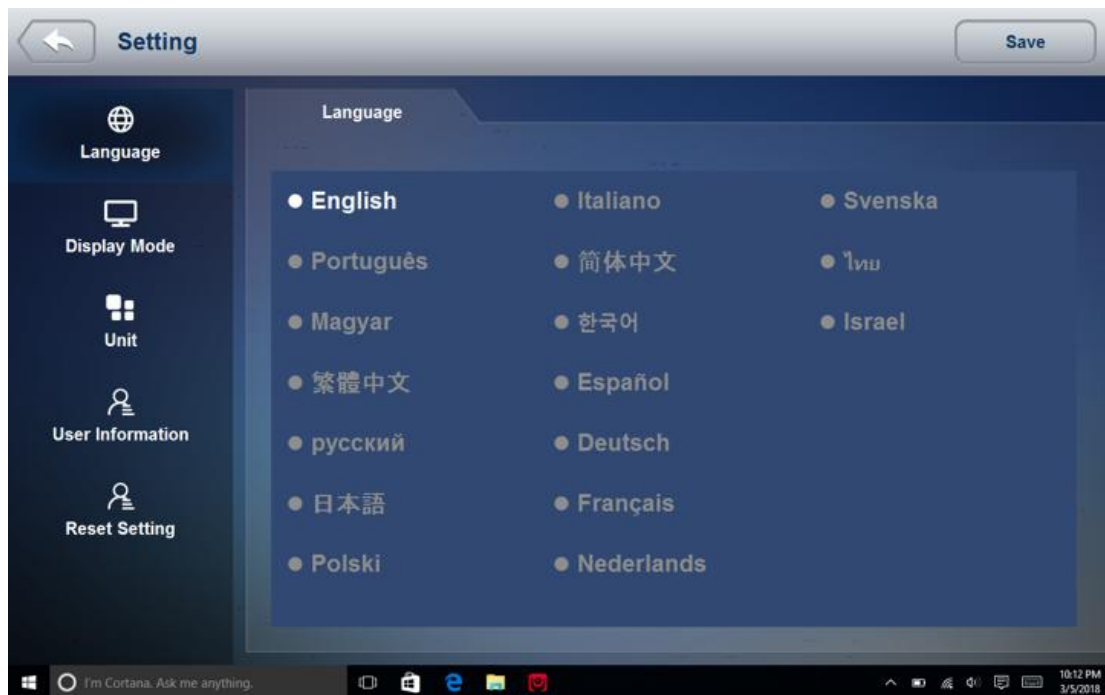 Setting
Save
Language
Display Mode
Unit
User Information
Reset Setting
Language
English
Italiano
Svenska
Português
简体中文
ไทย
Magyar
한국어
Israel
繁體中文
Español
русский
Deutsch
日本語
Français
Polski
Nederlands
I'm Cortana. Ask me anything.
10:12 PM
3/5/2018